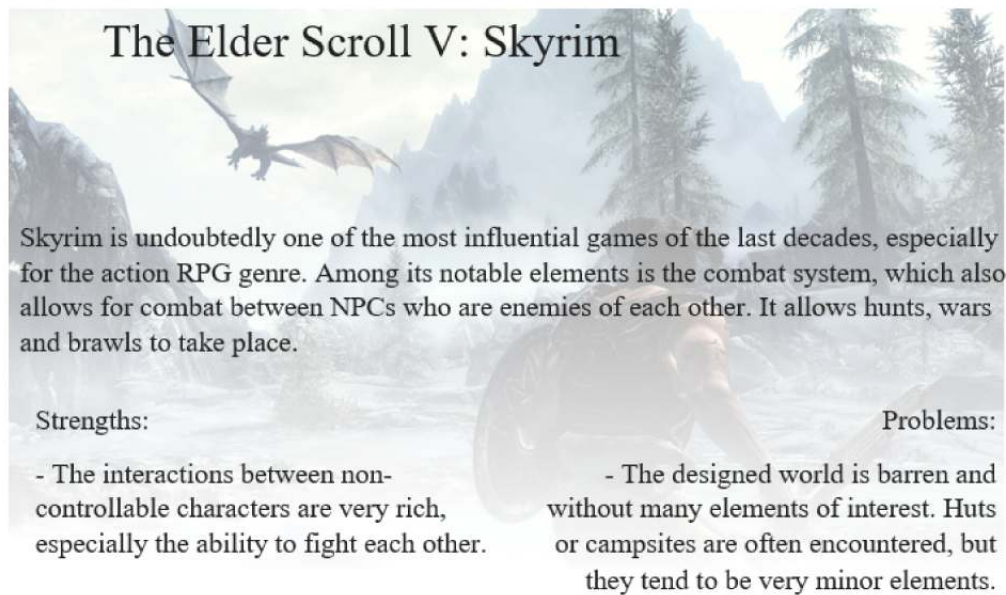 The Elder Scroll V: Skyrim
Skyrim is undoubtedly one of the most influential games of the last decades, especially
for the action RPG genre. Among its notable elements is the combat system, which also
allows for combat between NPCs who are enemies of each other. It allows hunts, wars
and brawls to take place.
Strengths:
- The interactions between non-
controllable characters are very rich,
especially the ability to fight each other.
Problems:
- The designed world is barren and
without many elements of interest. Huts
or campsites are often encountered, but
they tend to be very minor elements.